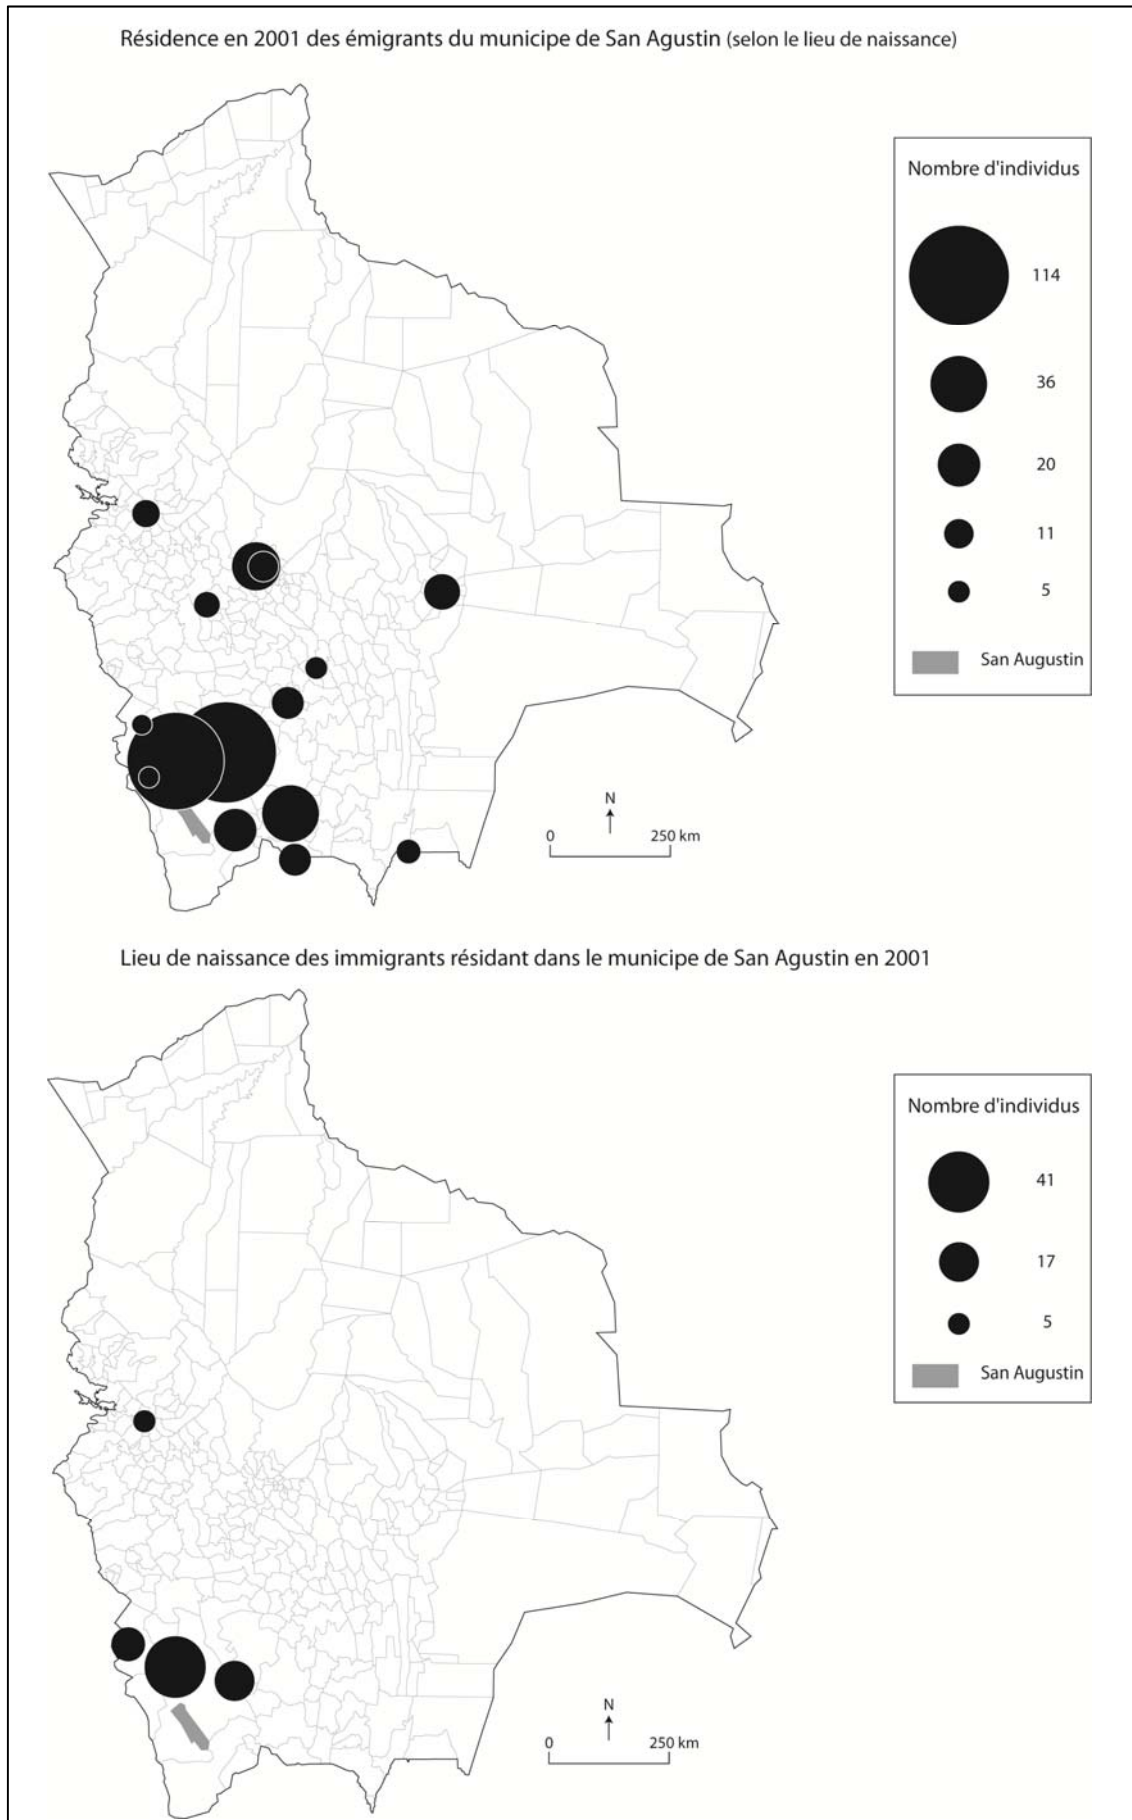 Résidence en 2001 des émigrants du municipe de San Agustin (selon le lieu de naissance)
Nombre d'individus
114
36
20
11
5
San Augustin
N
0 250 km
Lieu de naissance des immigrants résidant dans le municipe de San Agustin en 2001
Nombre d'individus
41
17
5
San Augustin
N
0 250 km